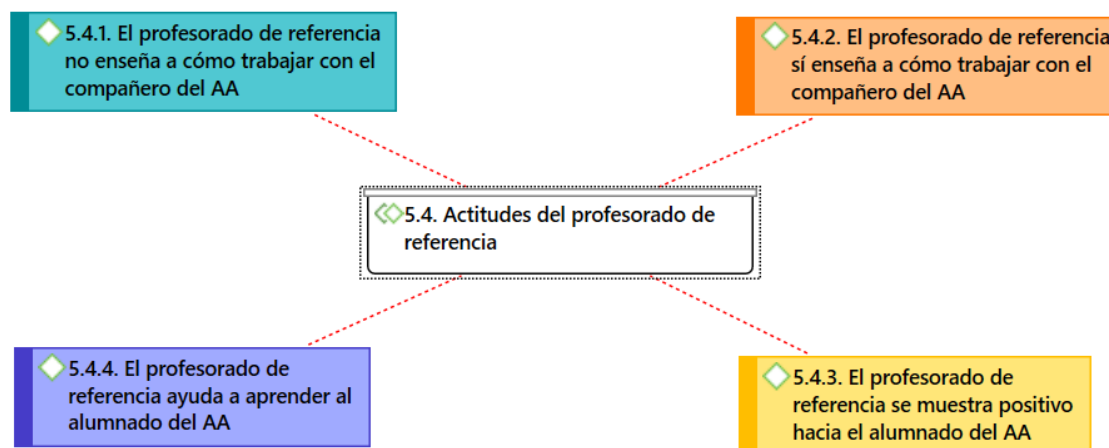 5.4.1. El profesorado de referencia
no enseña a cómo trabajar con el
compañero del AA
5.4.2. El profesorado de referencia
sí enseña a cómo trabajar con el
compañero del AA
5.4. Actitudes del profesorado de
referencia
5.4.4. El profesorado de
referencia ayuda a aprender al
alumnado del AA
5.4.3. El profesorado de
referencia se muestra positivo
hacia el alumnado del AA